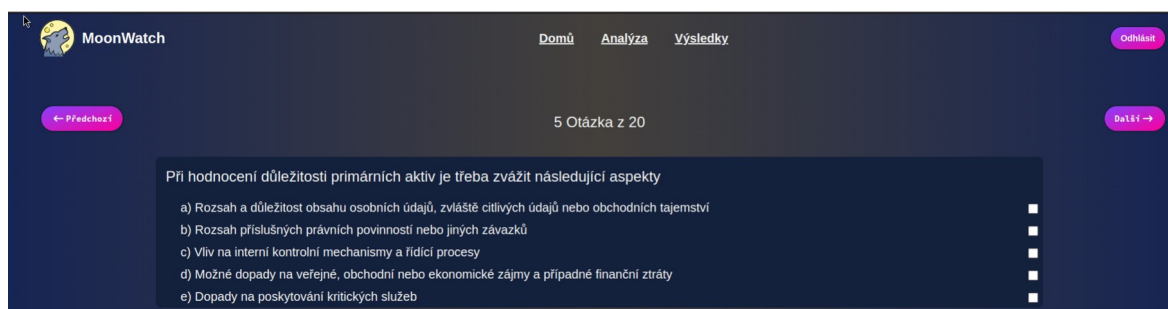 MoonWatch
Domů Analýza Výsledky
Odhlásit
← Předchozí
5 Otázka z 20
Další →
Při hodnocení důležitosti primárních aktiv je třeba zvážit následující aspekty
a) Rozsah a důležitost obsahu osobních údajů, zvláště citlivých údajů nebo obchodních tajemství
b) Rozsah příslušných právních povinností nebo jiných závazků
c) Vliv na interní kontrolní mechanismy a řídící procesy
d) Možné dopady na veřejné, obchodní nebo ekonomické zájmy a případné finanční ztráty
e) Dopady na poskytování kritických služeb